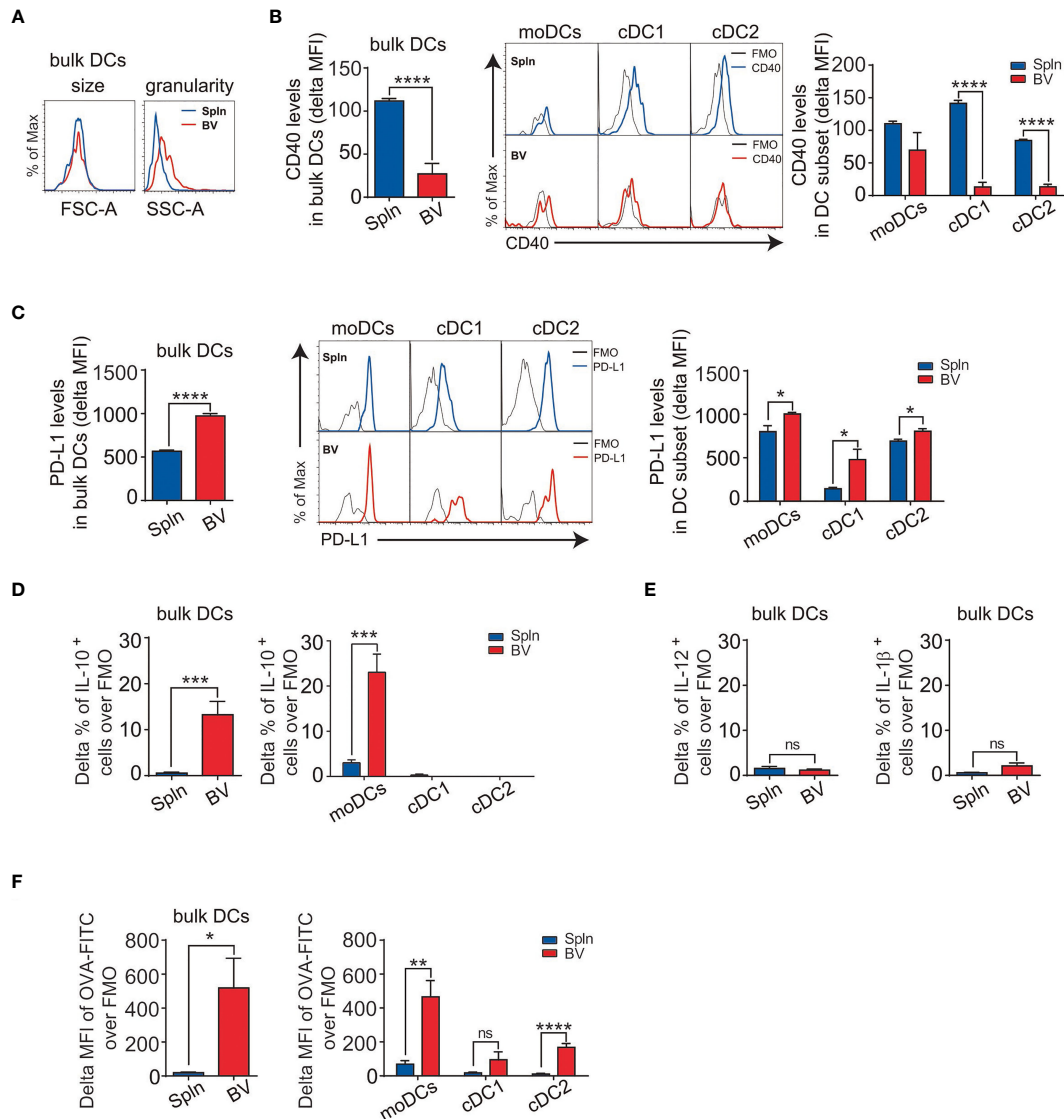 A
bulk DCs
size
granularity
Spln
BV
% of Max
FSC-A
SSC-A
B
bulk DCs
CD40 levels
in bulk DCs (delta MFI)
150
100
50
0
****
Spln
BV
moDCs
cDC1
cDC2
Spln
FMO
CD40
BV
FMO
CD40
% of Max
CD40
CD40 levels
in DC subset (delta MFI)
200
150
100
50
0
****
****
Spln
BV
moDCs
cDC1
cDC2
C
bulk DCs
PD-L1 levels
in bulk DCs (delta MFI)
1500
1000
500
0
****
Spln
BV
moDCs
cDC1
cDC2
Spln
FMO
PD-L1
BV
FMO
PD-L1
% of Max
PD-L1
PD-L1 levels
in DC subset (delta MFI)
1500
1000
500
0
*
*
*
Spln
BV
moDCs
cDC1
cDC2
D
bulk DCs
Delta % of IL-10+
cells over FMO
30
20
10
0
***
Spln
BV
Delta % of IL-10+
cells over FMO
30
20
10
0
***
Spln
BV
moDCs
cDC1
cDC2
E
bulk DCs
Delta % of IL-12+
cells over FMO
30
20
10
0
ns
Spln
BV
bulk DCs
Delta % of IL-1β+
cells over FMO
30
20
10
0
ns
Spln
BV
F
bulk DCs
Delta MFI of OVA-FITC
over FMO
800
600
400
200
0
*
Spln
BV
Delta MFI of OVA-FITC
over FMO
800
600
400
200
0
**
ns
****
Spln
BV
moDCs
cDC1
cDC2